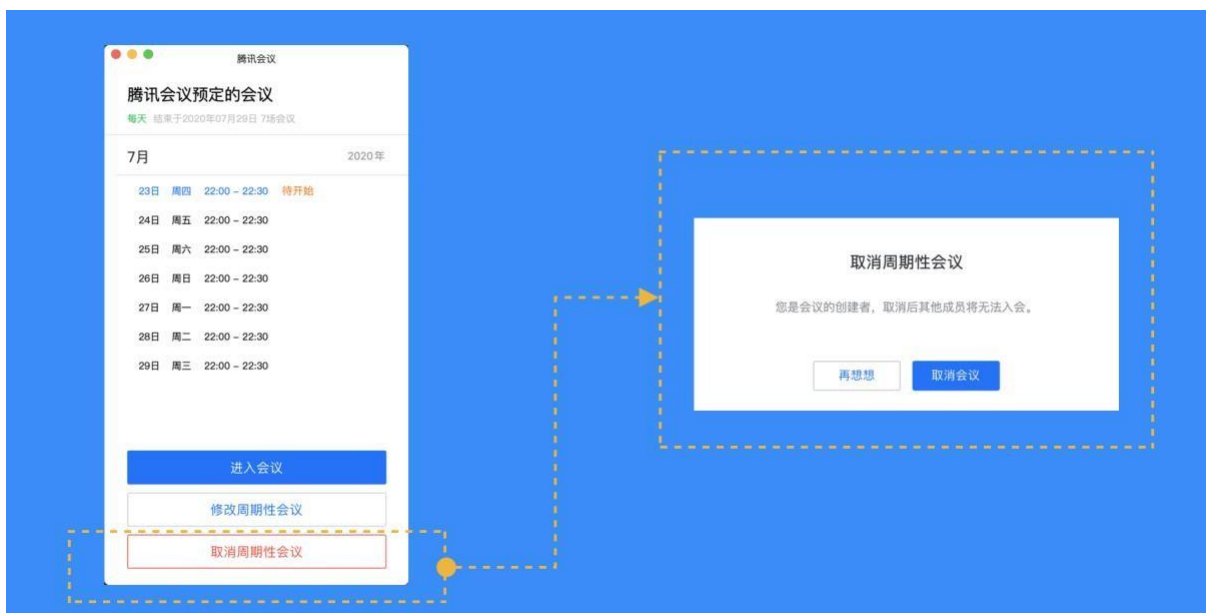 腾讯会议
腾讯会议预定的会议
每天 结束于2020年07月29日 7场会议
7月 2020年
23日 周四 22:00 – 22:30 待开始
24日 周五 22:00 – 22:30
25日 周六 22:00 – 22:30
26日 周日 22:00 – 22:30
27日 周一 22:00 – 22:30
28日 周二 22:00 – 22:30
29日 周三 22:00 – 22:30
进入会议
修改周期性会议
取消周期性会议
取消周期性会议
您是会议的创建者，取消后其他成员将无法入会。
再想想 取消会议